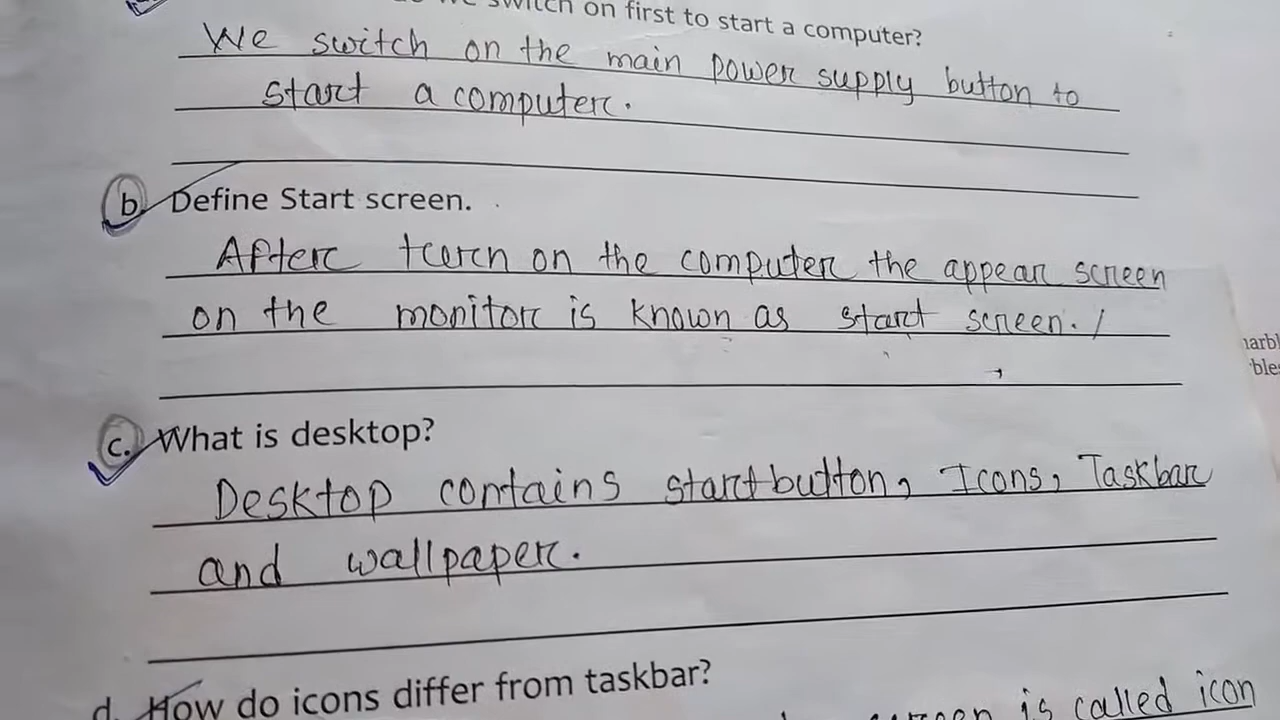 switch on first to start a computer?
We switch on the main power supply button to
start a computer.
b. Define Start screen.
After turn on the computer the appear screen
on the monitor is known as start screen. /
c. What is desktop?
Desktop contains start button, Icons, Taskbar
and wallpaper.
d. How do icons differ from taskbar?
is called icon